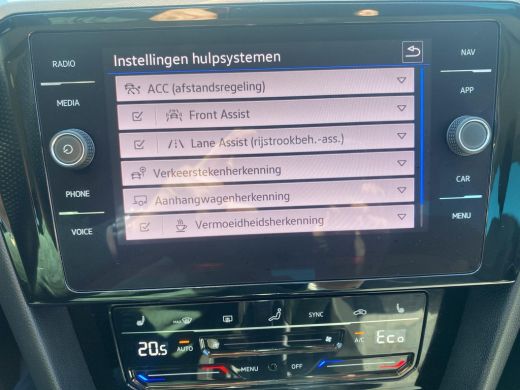 Instellingen hulpsystemen
RADIO
MEDIA
PHONE
VOICE
ACC (afstandsregeling)
Front Assist
Lane Assist (rijstrookbeh.-ass.)
Verkeerstekenherkenning
Aanhangwagenherkenning
Vermoeidheidsherkenning
NAV
APP
CAR
MENU
MAX
SYNC
20.5
AUTO
A/C
Eco
MENU
OFF